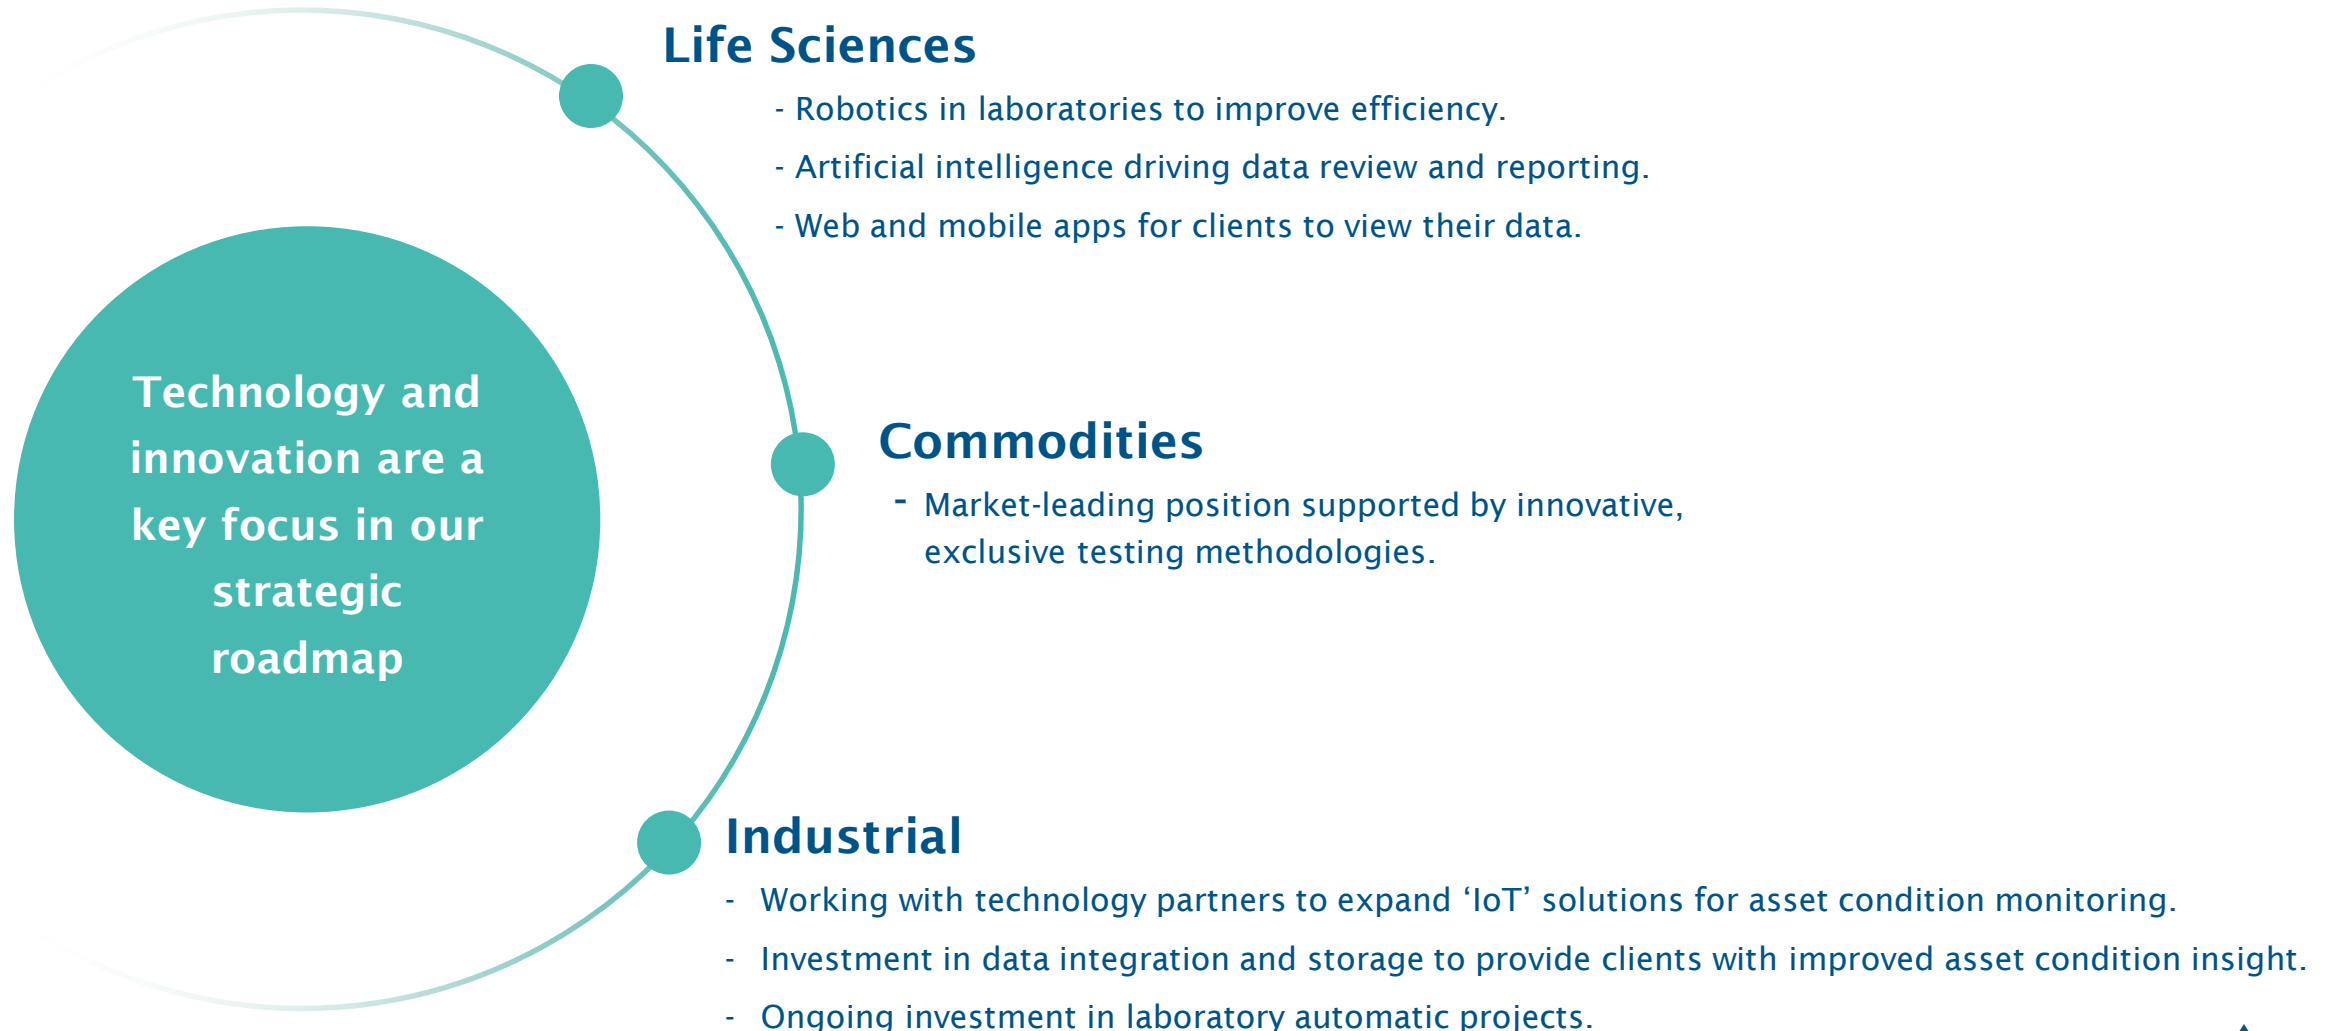 Technology and
innovation are a
key focus in our
strategic
roadmap
Life Sciences
- Robotics in laboratories to improve efficiency.
- Artificial intelligence driving data review and reporting.
- Web and mobile apps for clients to view their data.
Commodities
- Market-leading position supported by innovative,
exclusive testing methodologies.
Industrial
- Working with technology partners to expand ‘IoT’ solutions for asset condition monitoring.
- Investment in data integration and storage to provide clients with improved asset condition insight.
- Ongoing investment in laboratory automatic projects.